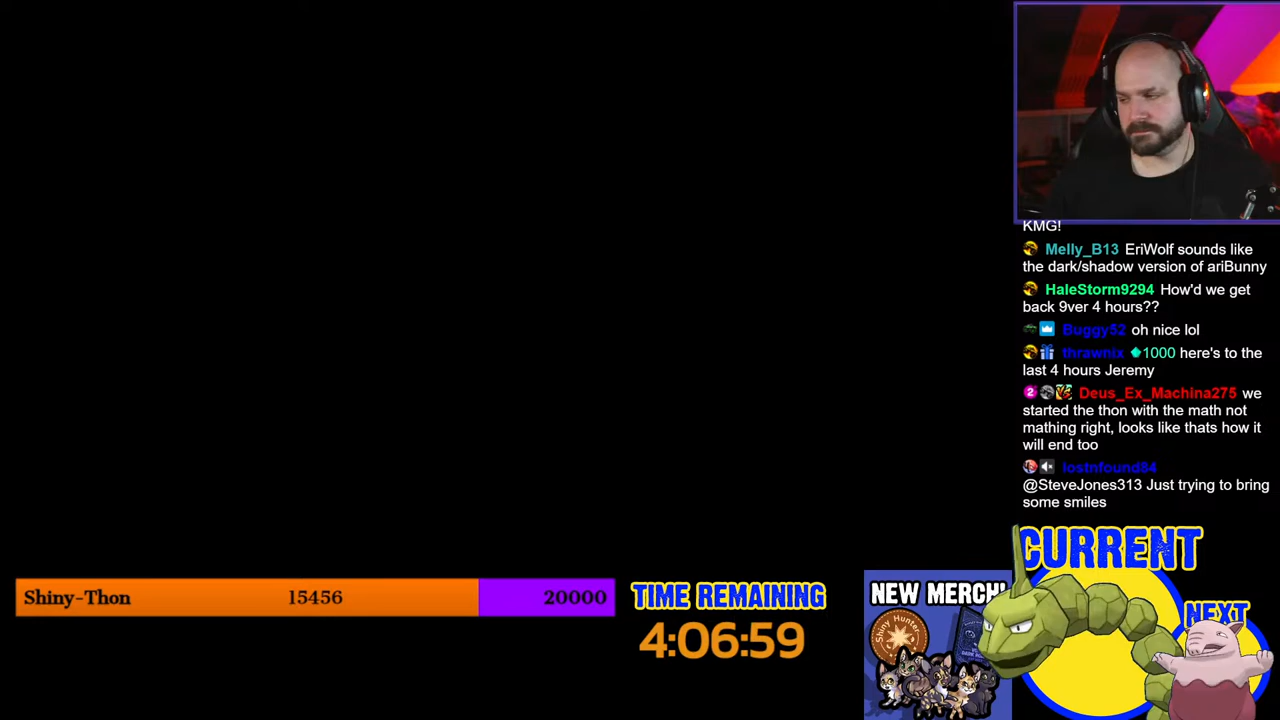 KMG!
Melly_B13 EriWolf sounds like
the dark/shadow version of ariBunny
HaleStorm9294 How'd we get
back 9ver 4 hours??
Buggy52 oh nice lol
thrawnix 1000 here's to the
last 4 hours Jeremy
2 Deus_Ex_Machina275 we
started the thon with the math not
mathing right, looks like thats how it
will end too
lostnfound84
@SteveJones313 Just trying to bring
some smiles
CURRENT
NEXT
Shiny-Thon 15456 20000
TIME REMAINING
4:06:59
NEW MERCH!
Shiny Hunter